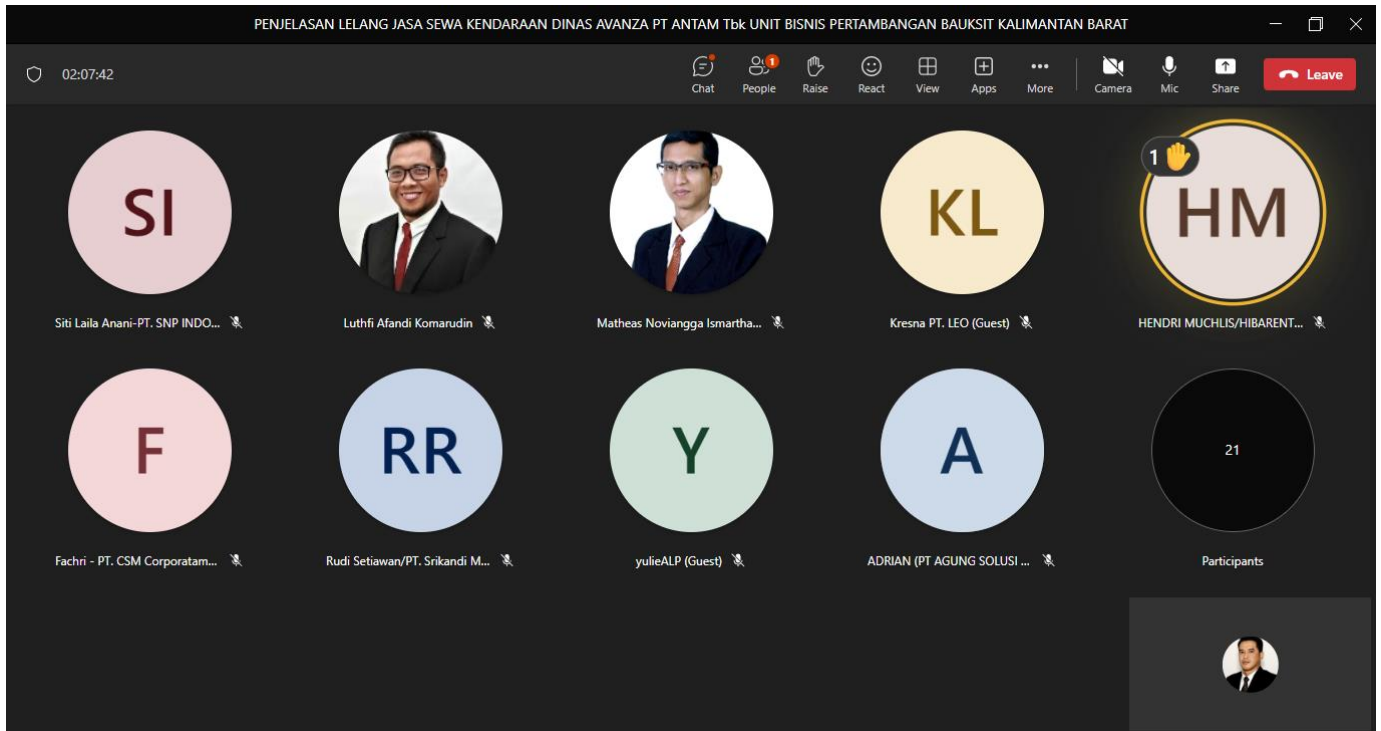 PENJELASAN LELANG JASA SEWA KENDARAAN DINAS AVANZA PT ANTAM Tbk UNIT BISNIS PERTAMBANGAN BAUKSIT KALIMANTAN BARAT
02:07:42
1
Chat People Raise React View Apps More Camera Mic Share Leave
SI
1
KL
HM
Siti Laila Anani-PT. SNP INDO...
Luthfi Afandi Komarudin
Matheas Noviangga Ismartha...
Kresna PT. LEO (Guest)
HENDRI MUCHLIS/HIBARENT...
F
RR
Y
A
21
Fachri - PT. CSM Corporatam...
Rudi Setiawan/PT. Srikandi M...
yulieALP (Guest)
ADRIAN (PT AGUNG SOLUSI ...
Participants